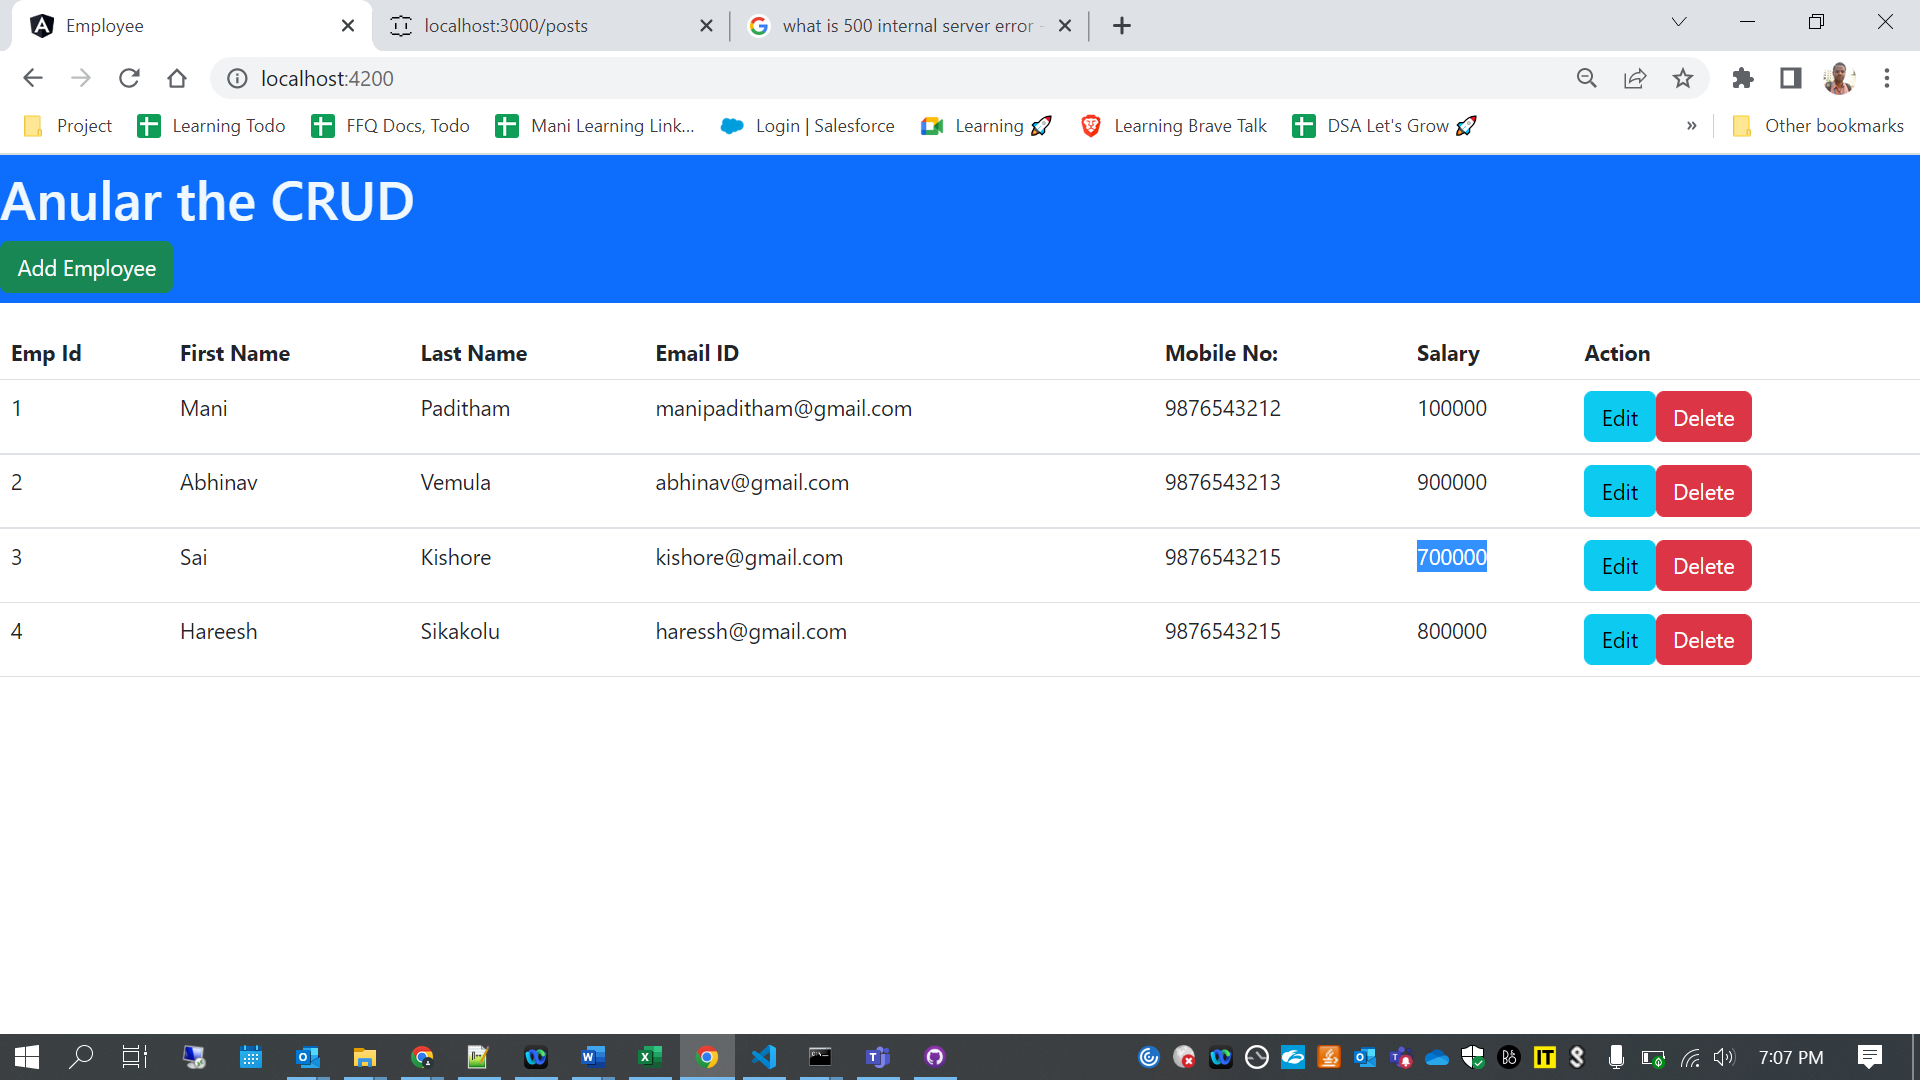 Employee
localhost:3000/posts
what is 500 internal server error -
localhost:4200
Project
Learning Todo
FFQ Docs, Todo
Mani Learning Link...
Login | Salesforce
Learning 🚀
Learning Brave Talk
DSA Let's Grow 🚀
»
Other bookmarks
Anular the CRUD
Add Employee
Emp Id First Name Last Name Email ID Mobile No: Salary Action
1 Mani Paditham manipaditham@gmail.com 9876543212 100000 Edit Delete
2 Abhinav Vemula abhinav@gmail.com 9876543213 900000 Edit Delete
3 Sai Kishore kishore@gmail.com 9876543215 700000 Edit Delete
4 Hareesh Sikakolu haressh@gmail.com 9876543215 800000 Edit Delete
IT
7:07 PM